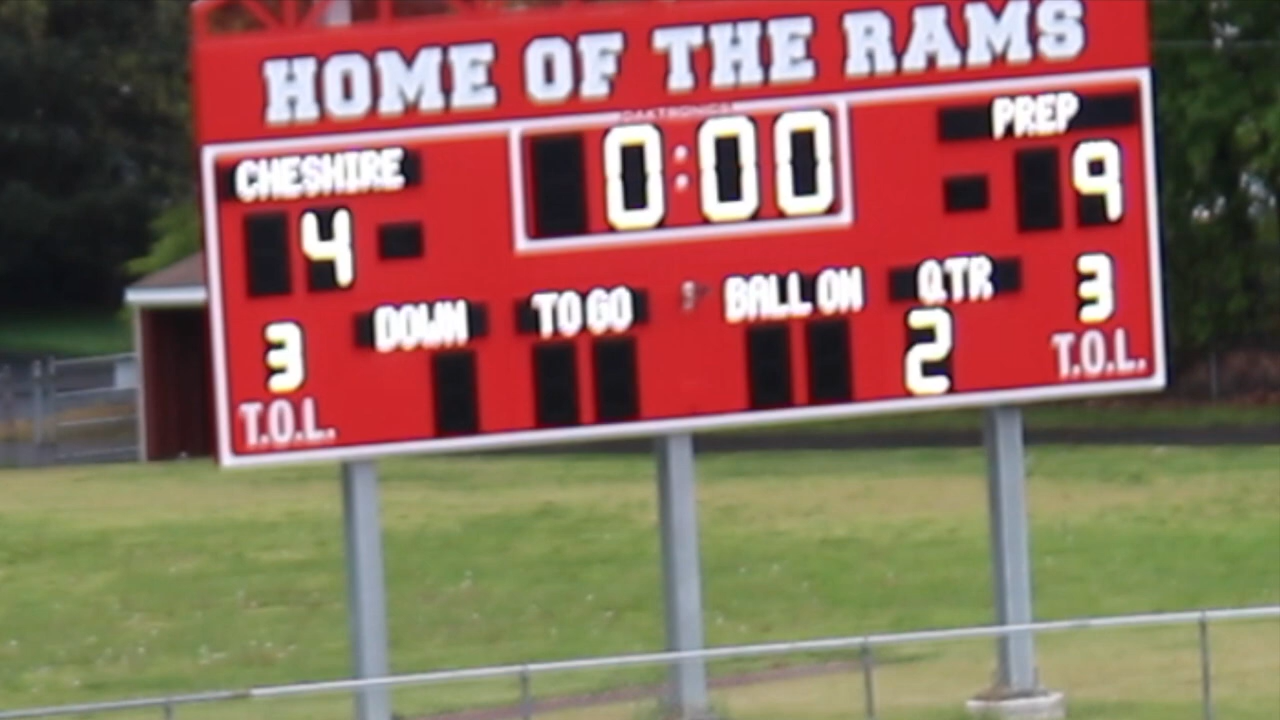 HOME OF THE RAMS
DAKTRONICS
CHESHIRE 0:00 PREP
4 9
DOWN TO GO BALL ON QTR
3 2 3
T.O.L. T.O.L.